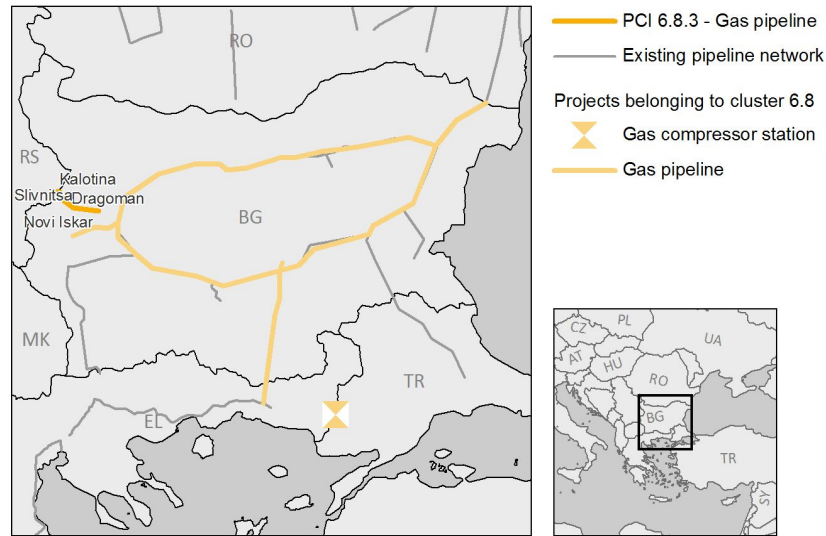 RO
RS
Kalotina
Slivnitsa
Dragoman
Novi Iskar
BG
MK
TR
EL
PCI 6.8.3 - Gas pipeline
Existing pipeline network
Projects belonging to cluster 6.8
Gas compressor station
Gas pipeline
PL
CZ
UA
AT
HU
RO
BG
TR
SY